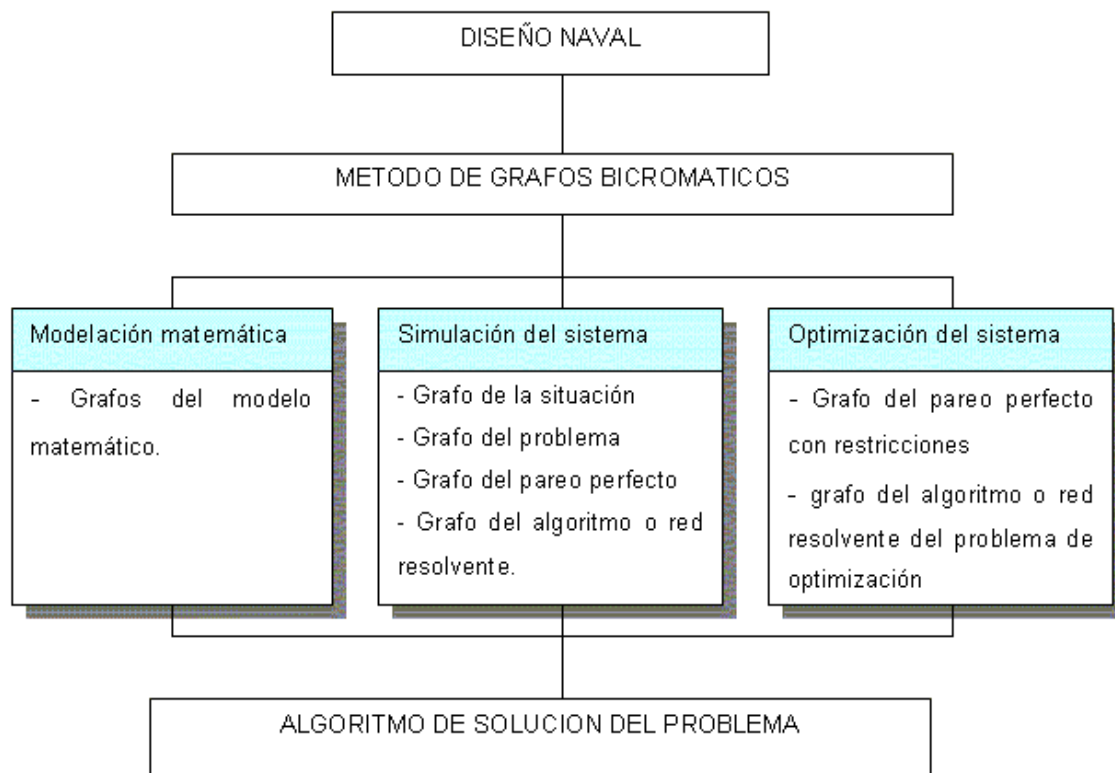 DISEÑO NAVAL
METODO DE GRAFOS BICROMATICOS
Modelación matemática
- Grafos del modelo
matemático.
Simulación del sistema
- Grafo de la situación
- Grafo del problema
- Grafo del pareo perfecto
- Grafo del algoritmo o red
resolvente.
Optimización del sistema
- Grafo del pareo perfecto
con restricciones
- grafo del algoritmo o red
resolvente del problema de
optimización
ALGORITMO DE SOLUCION DEL PROBLEMA